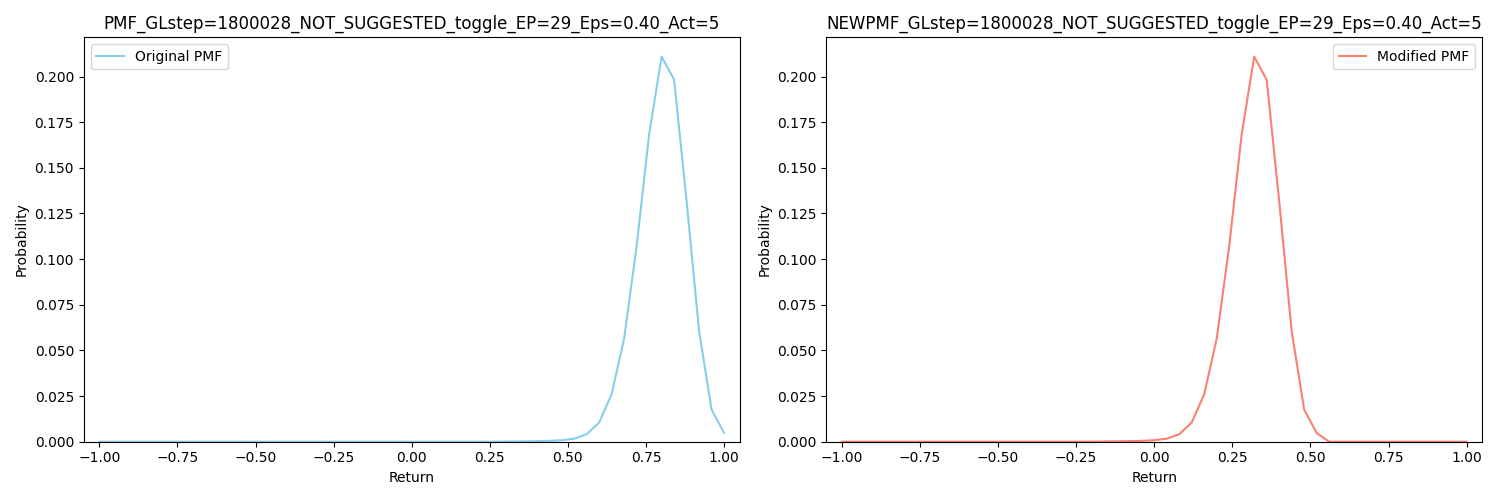 PMF_GLstep=1800028_NOT_SUGGESTED_toggle_EP=29_Eps=0.40_Act=5
Original PMF
0.200
0.175
0.150
0.125
0.100
0.075
0.050
0.025
0.000
Probability
−1.00 −0.75 −0.50 −0.25 0.00 0.25 0.50 0.75 1.00
Return
NEWPMF_GLstep=1800028_NOT_SUGGESTED_toggle_EP=29_Eps=0.40_Act=5
Modified PMF
0.200
0.175
0.150
0.125
0.100
0.075
0.050
0.025
0.000
Probability
−1.00 −0.75 −0.50 −0.25 0.00 0.25 0.50 0.75 1.00
Return